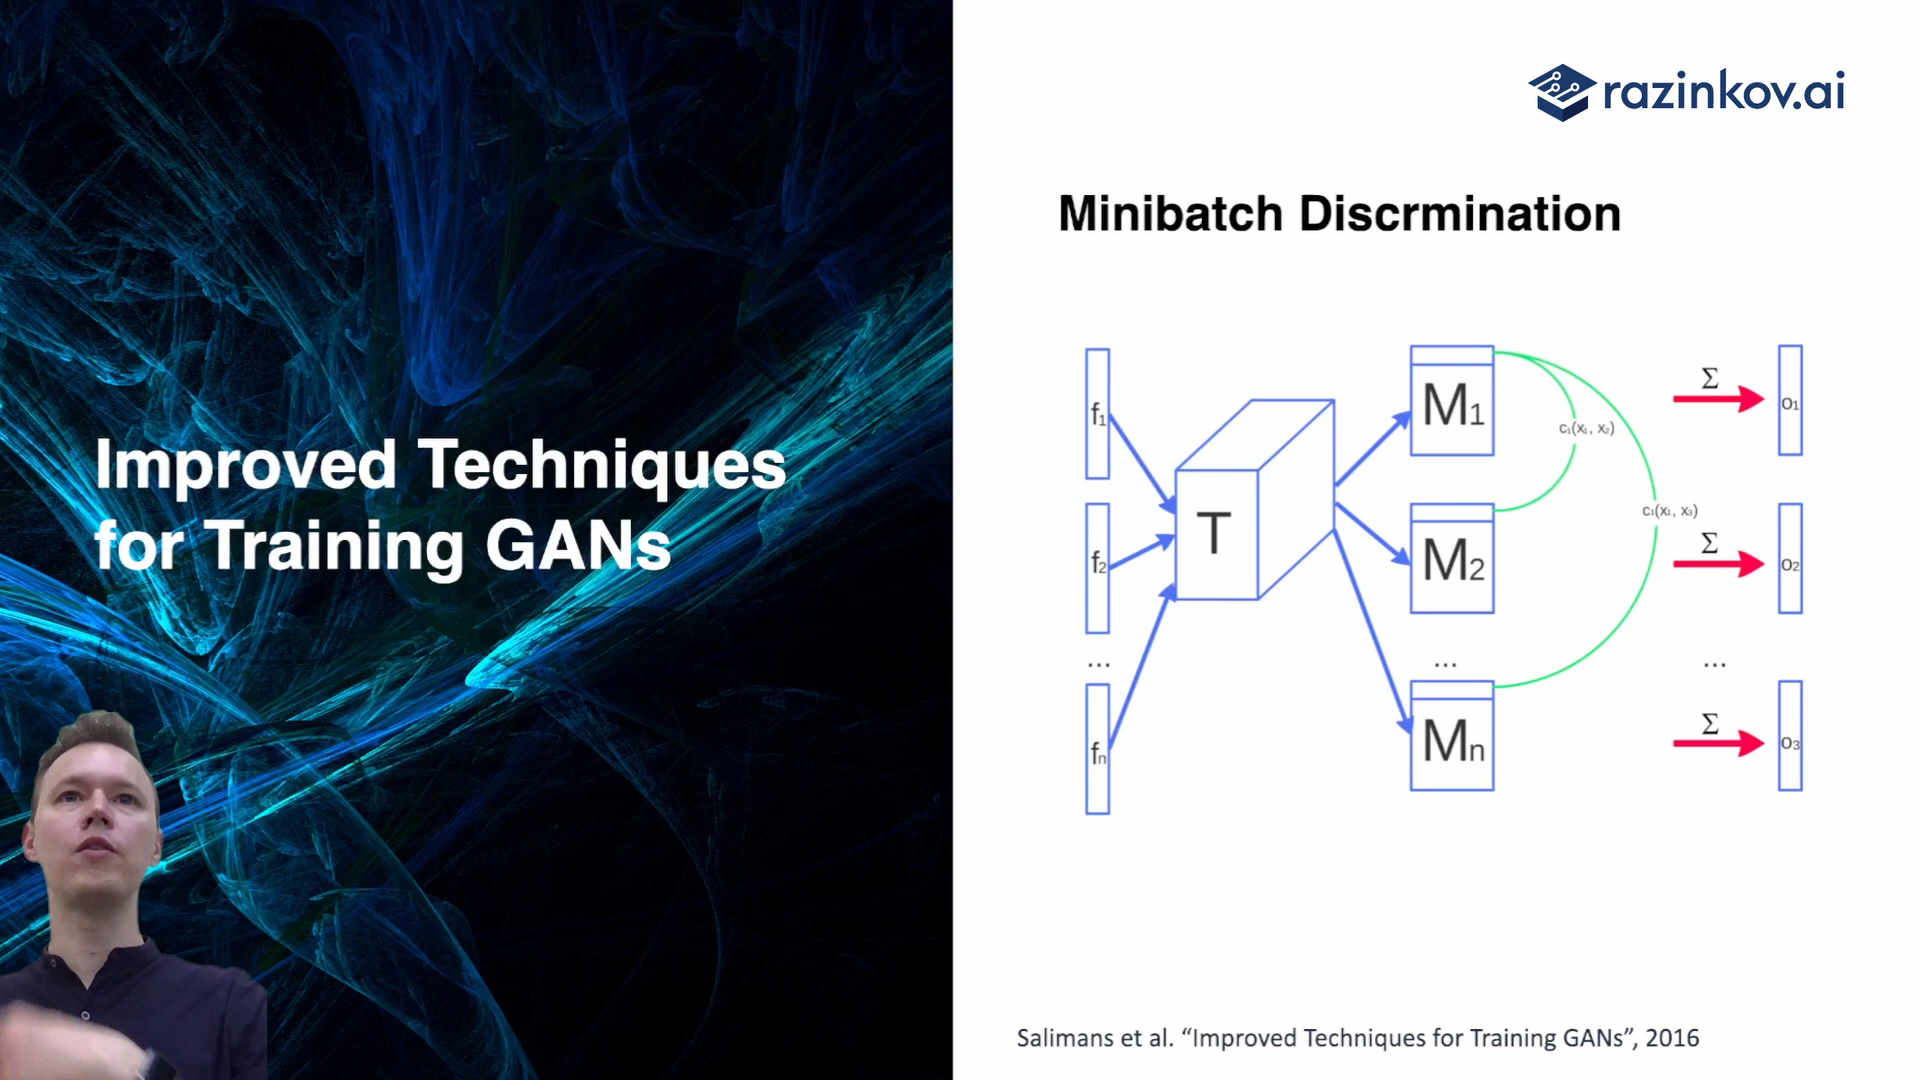 razinkov.ai
Improved Techniques
for Training GANs
Minibatch Discrmination
f₁
f₂
...
fₙ
T
M₁
M₂
...
Mₙ
c₁(x₁, x₂)
c₁(x₁, x₃)
Σ
o₁
Σ
o₂
...
Σ
o₃
Salimans et al. “Improved Techniques for Training GANs”, 2016